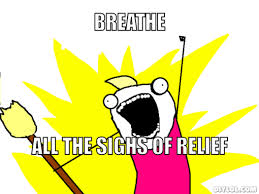 BREATHE
ALL THE SIGHS OF RELIEF
DIYLOL.COM